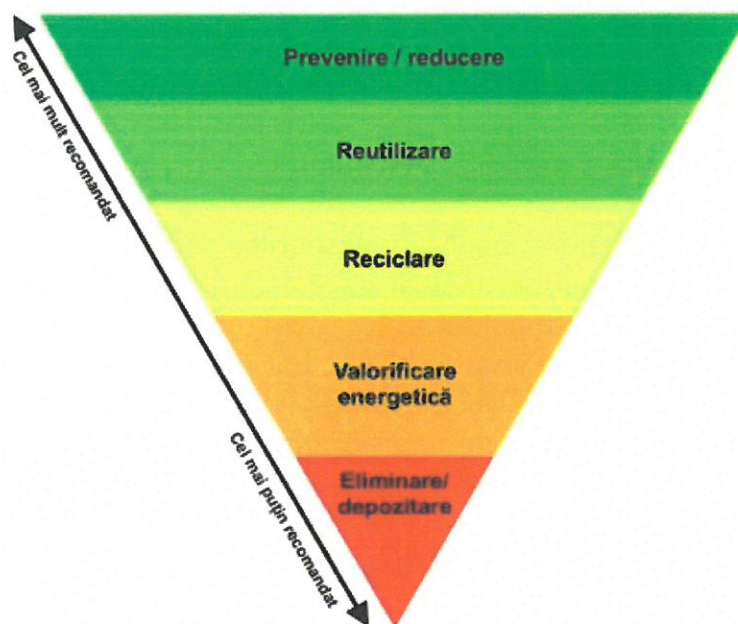 Prevenire / reducere
Cel mai mult recomandat
Reutilizare
Reciclare
Valorificare
energetică
Cel mai puțin recomandat
Eliminare/
depozitare